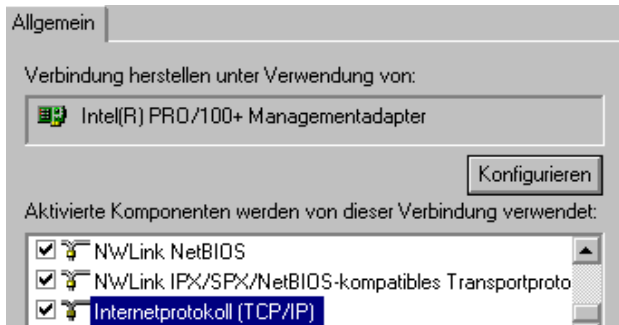 Allgemein
Verbindung herstellen unter Verwendung von:
Intel(R) PRO/100+ Managementadapter
Konfigurieren
Aktivierte Komponenten werden von dieser Verbindung verwendet:
NWLink NetBIOS
NWLink IPX/SPX/NetBIOS-kompatibles Transportproto
Internetprotokoll (TCP/IP)